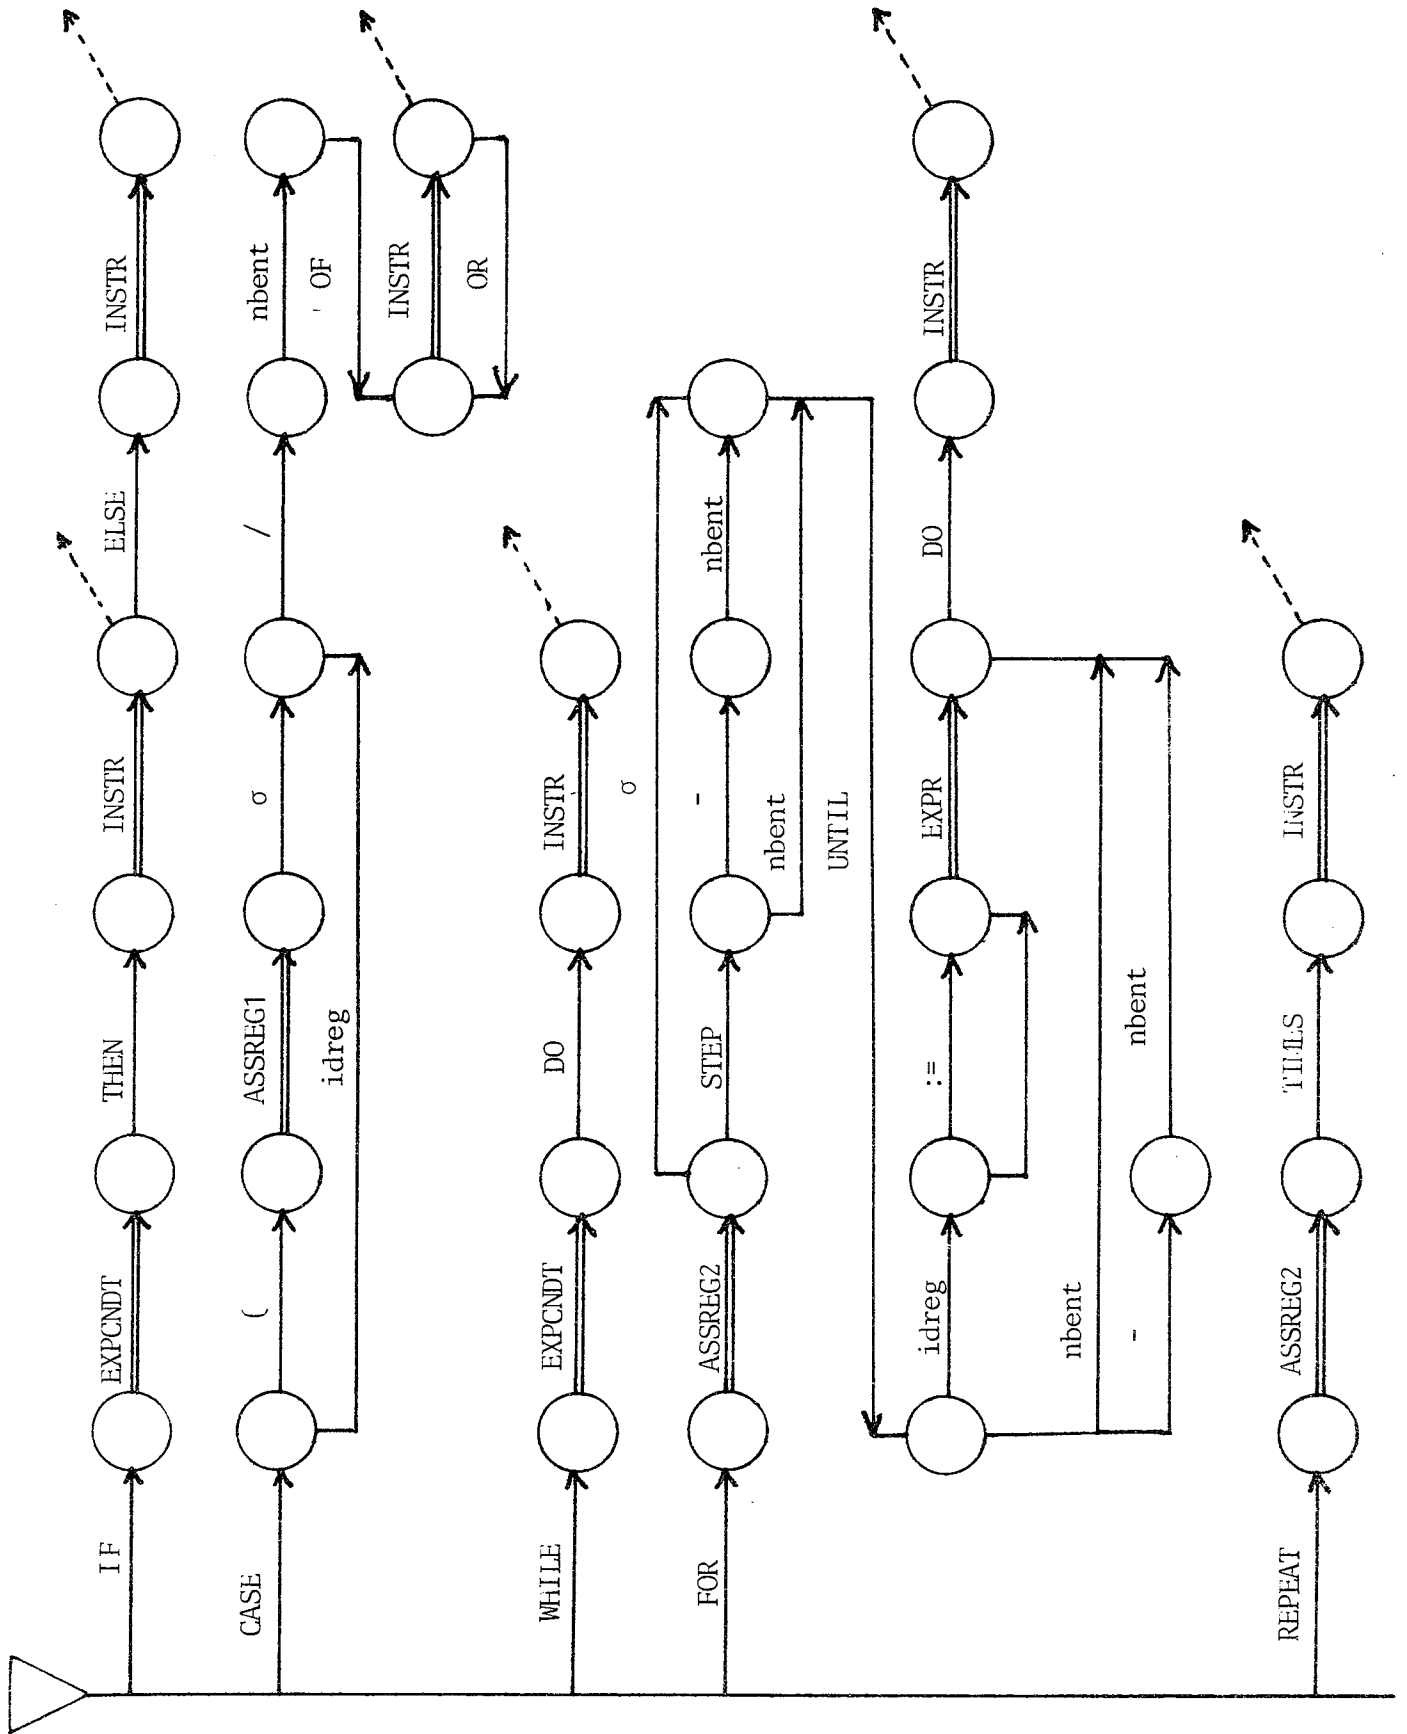 IF
EXPCNDT
THEN
INSTR
ELSE
INSTR
CASE
(
ASSREG1
σ
/
nbent
idreg
OF
INSTR
OR
WHILE
EXPCNDT
DO
INSTR
σ
FOR
ASSREG2
STEP
-
nbent
nbent
UNTIL
idreg
:=
EXPR
DO
INSTR
nbent
-
nbent
REPEAT
ASSREG2
TIMES
INSTR